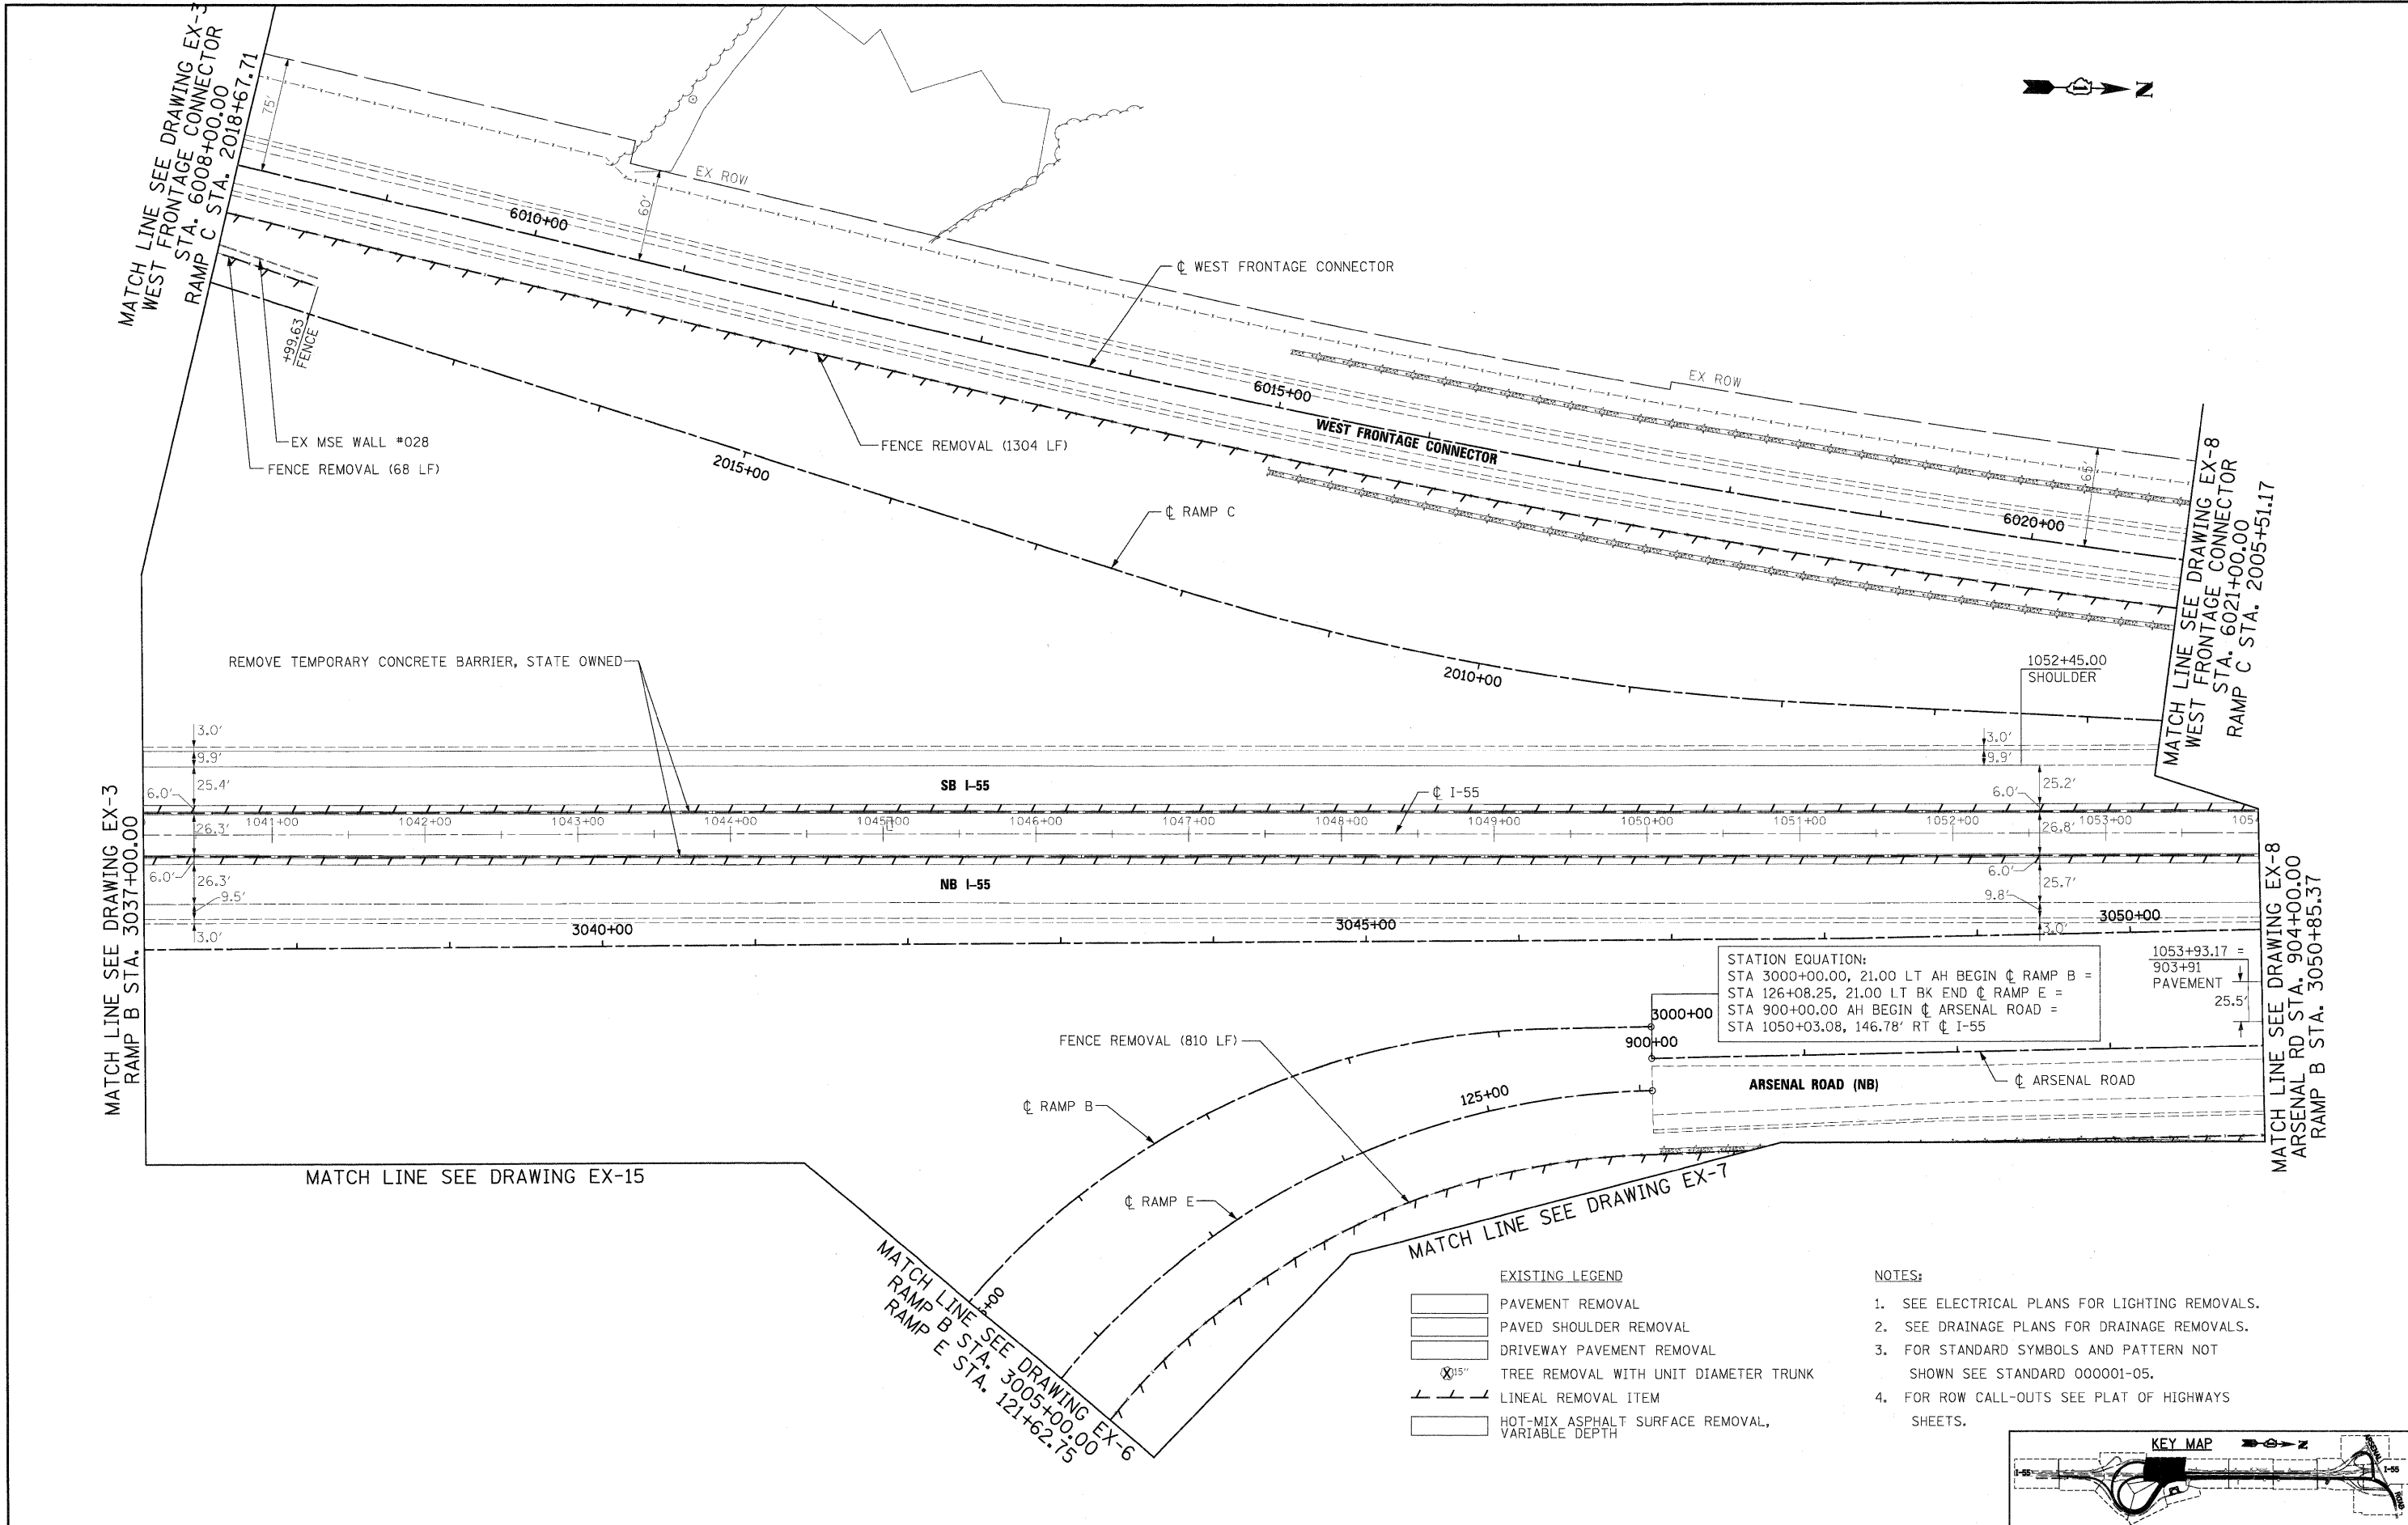 MATCH LINE SEE DRAWING EX-3
WEST FRONTAGE CONNECTOR
STA. 6008+00.00
RAMP C STA. 2018+67.71
75'
EX ROW
60'
6010+00
℄ WEST FRONTAGE CONNECTOR
N
+99.63
FENCE
EX MSE WALL #028
FENCE REMOVAL (68 LF)
FENCE REMOVAL (1304 LF)
2015+00
6015+00
WEST FRONTAGE CONNECTOR
EX ROW
℄ RAMP C
65'
6020+00
MATCH LINE SEE DRAWING EX-8
WEST FRONTAGE CONNECTOR
STA. 6021+00.00
RAMP C STA. 2005+51.17
REMOVE TEMPORARY CONCRETE BARRIER, STATE OWNED
2010+00
1052+45.00
SHOULDER
3.0'
9.9'
25.4'
6.0'
26.3'
6.0'
26.3'
9.5'
3.0'
SB I-55
℄ I-55
3.0'
9.9'
25.2'
6.0'
26.8'
6.0'
25.7'
9.8'
3.0'
1041+00
1042+00
1043+00
1044+00
1045+00
1046+00
1047+00
1048+00
1049+00
1050+00
1051+00
1052+00
1053+00
1054
NB I-55
MATCH LINE SEE DRAWING EX-3
RAMP B STA. 3037+00.00
3040+00
3045+00
3050+00
STATION EQUATION:
STA 3000+00.00, 21.00 LT AH BEGIN ℄ RAMP B =
STA 126+08.25, 21.00 LT BK END ℄ RAMP E =
STA 900+00.00 AH BEGIN ℄ ARSENAL ROAD =
STA 1050+03.08, 146.78' RT ℄ I-55
1053+93.17 =
903+91
PAVEMENT
25.5'
MATCH LINE SEE DRAWING EX-8
ARSENAL RD STA. 904+00.00
RAMP B STA. 3050+85.37
3000+00
900+00
FENCE REMOVAL (810 LF)
℄ RAMP B
125+00
ARSENAL ROAD (NB)
℄ ARSENAL ROAD
MATCH LINE SEE DRAWING EX-15
℄ RAMP E
MATCH LINE SEE DRAWING EX-7
MATCH LINE SEE DRAWING EX-6
RAMP B STA. 3005+00.00
RAMP E STA. 121+62.75
EXISTING LEGEND
PAVEMENT REMOVAL
PAVED SHOULDER REMOVAL
DRIVEWAY PAVEMENT REMOVAL
15" TREE REMOVAL WITH UNIT DIAMETER TRUNK
LINEAL REMOVAL ITEM
HOT-MIX ASPHALT SURFACE REMOVAL,
VARIABLE DEPTH
NOTES:
1. SEE ELECTRICAL PLANS FOR LIGHTING REMOVALS.
2. SEE DRAINAGE PLANS FOR DRAINAGE REMOVALS.
3. FOR STANDARD SYMBOLS AND PATTERN NOT
SHOWN SEE STANDARD 000001-05.
4. FOR ROW CALL-OUTS SEE PLAT OF HIGHWAYS
SHEETS.
KEY MAP
N
I-55
ARSENAL
I-55
ROAD